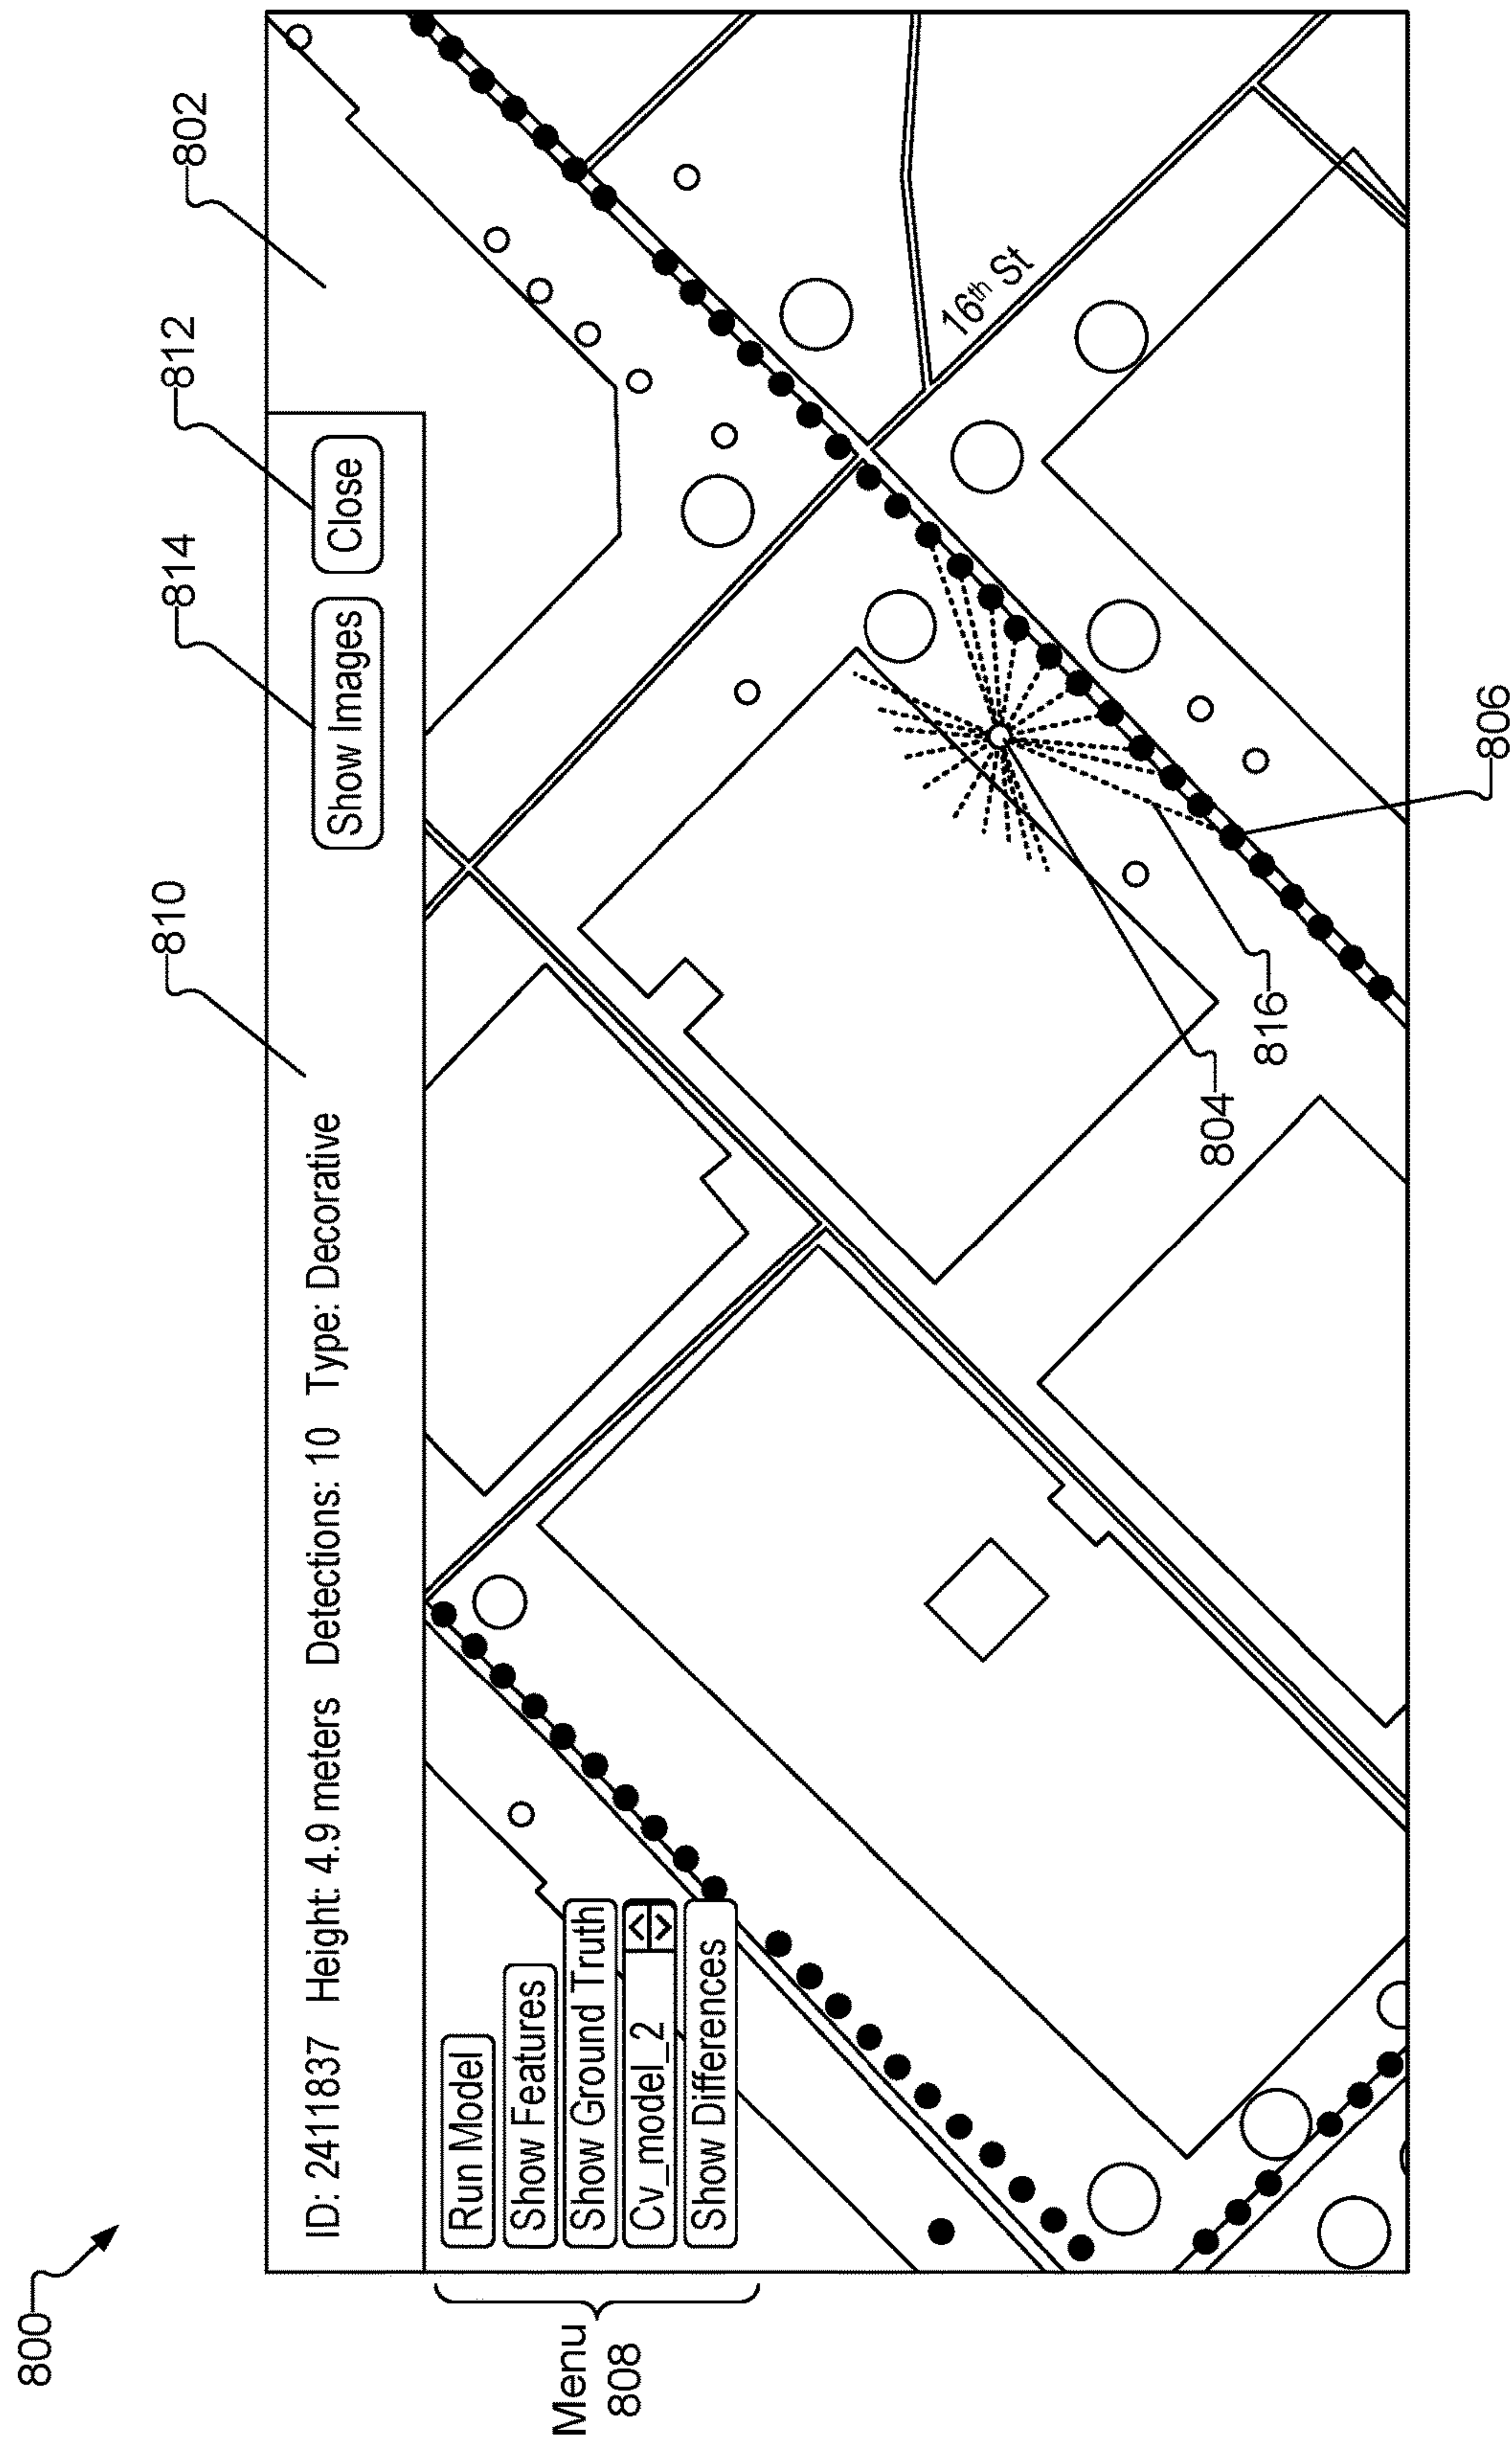 800
802
812
814
810
ID: 2411837 Height: 4.9 meters Detections: 10 Type: Decorative
Show Images
Close
Menu
808
Run Model
Show Features
Show Ground Truth
Cv_model_2
Show Differences
16th St
804
816
806